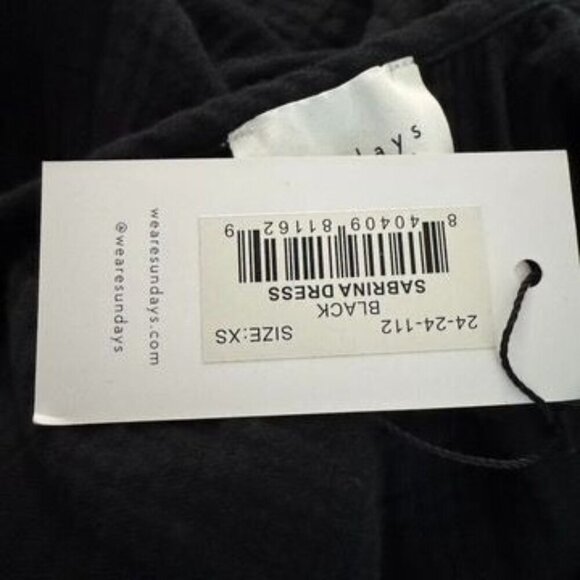 days
wearesundays.com
@wearesundays
24-24-112 SIZE:XS
BLACK
SABRINA DRESS
8 40409 81162 9